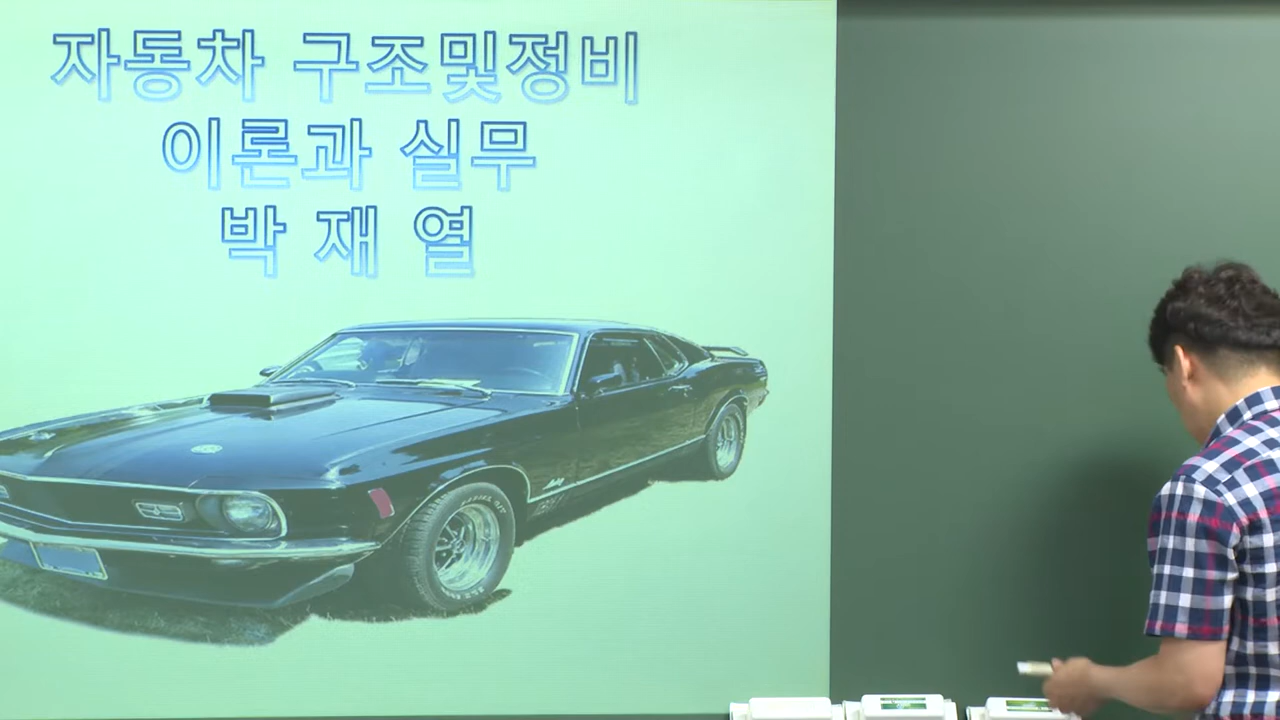 자동차 구조및정비
이론과 실무
박 재 열